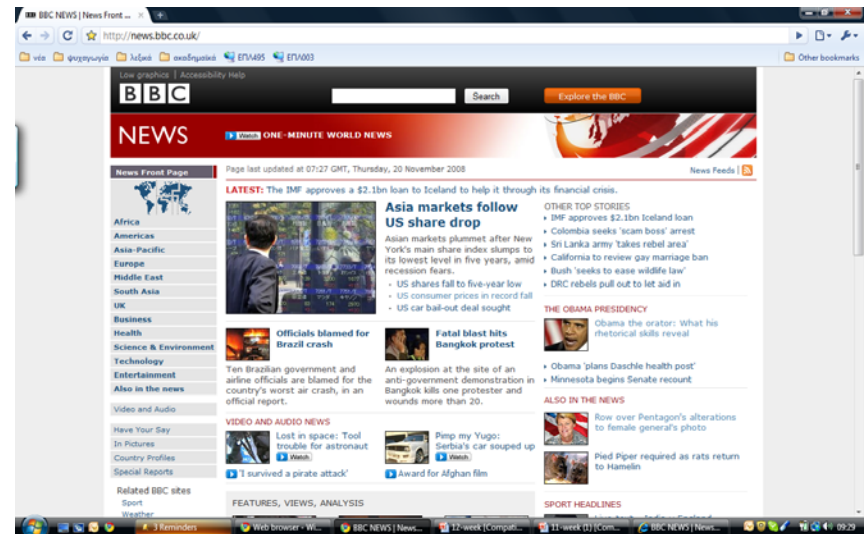 BBC NEWS | News Front ...
http://news.bbc.co.uk/
νέα ψυχαγωγία λεξικά ακαδημαϊκά ΕΠΛ495 ΕΠΛ003 Other bookmarks
Low graphics | Accessibility Help
BBC
Search
Explore the BBC
NEWS
Watch ONE-MINUTE WORLD NEWS
News Front Page
Africa
Americas
Asia-Pacific
Europe
Middle East
South Asia
UK
Business
Health
Science & Environment
Technology
Entertainment
Also in the news
Video and Audio
Have Your Say
In Pictures
Country Profiles
Special Reports
Related BBC sites
Sport
Weather
Page last updated at 07:27 GMT, Thursday, 20 November 2008
News Feeds
LATEST: The IMF approves a $2.1bn loan to Iceland to help it through its financial crisis.
Asia markets follow
US share drop
Asian markets plummet after New
York's main share index slumps to
its lowest level in five years, amid
recession fears.
US shares fall to five-year low
US consumer prices in record fall
US car bail-out deal sought
Officials blamed for
Brazil crash
Ten Brazilian government and
airline officials are blamed for the
country's worst air crash, in an
official report.
Fatal blast hits
Bangkok protest
An explosion at the site of an
anti-government demonstration in
Bangkok kills one protester and
wounds more than 20.
VIDEO AND AUDIO NEWS
Lost in space: Tool
trouble for astronaut
Watch
Pimp my Yugo:
Serbia's car souped up
Watch
'I survived a pirate attack'
Award for Afghan film
FEATURES, VIEWS, ANALYSIS
OTHER TOP STORIES
IMF approves $2.1bn Iceland loan
Colombia seeks 'scam boss' arrest
Sri Lanka army 'takes rebel area'
California to review gay marriage ban
Bush 'seeks to ease wildlife law'
DRC rebels pull out to let aid in
THE OBAMA PRESIDENCY
Obama the orator: What his
rhetorical skills reveal
Obama 'plans Daschle health post'
Minnesota begins Senate recount
ALSO IN THE NEWS
Row over Pentagon's alterations
to female general's photo
Pied Piper required as rats return
to Hamelin
SPORT HEADLINES
3 Reminders
Web browser - Wi...
BBC NEWS | News...
12-week [Compati...
11-week (1) [Com...
BBC NEWS | News...
09:29